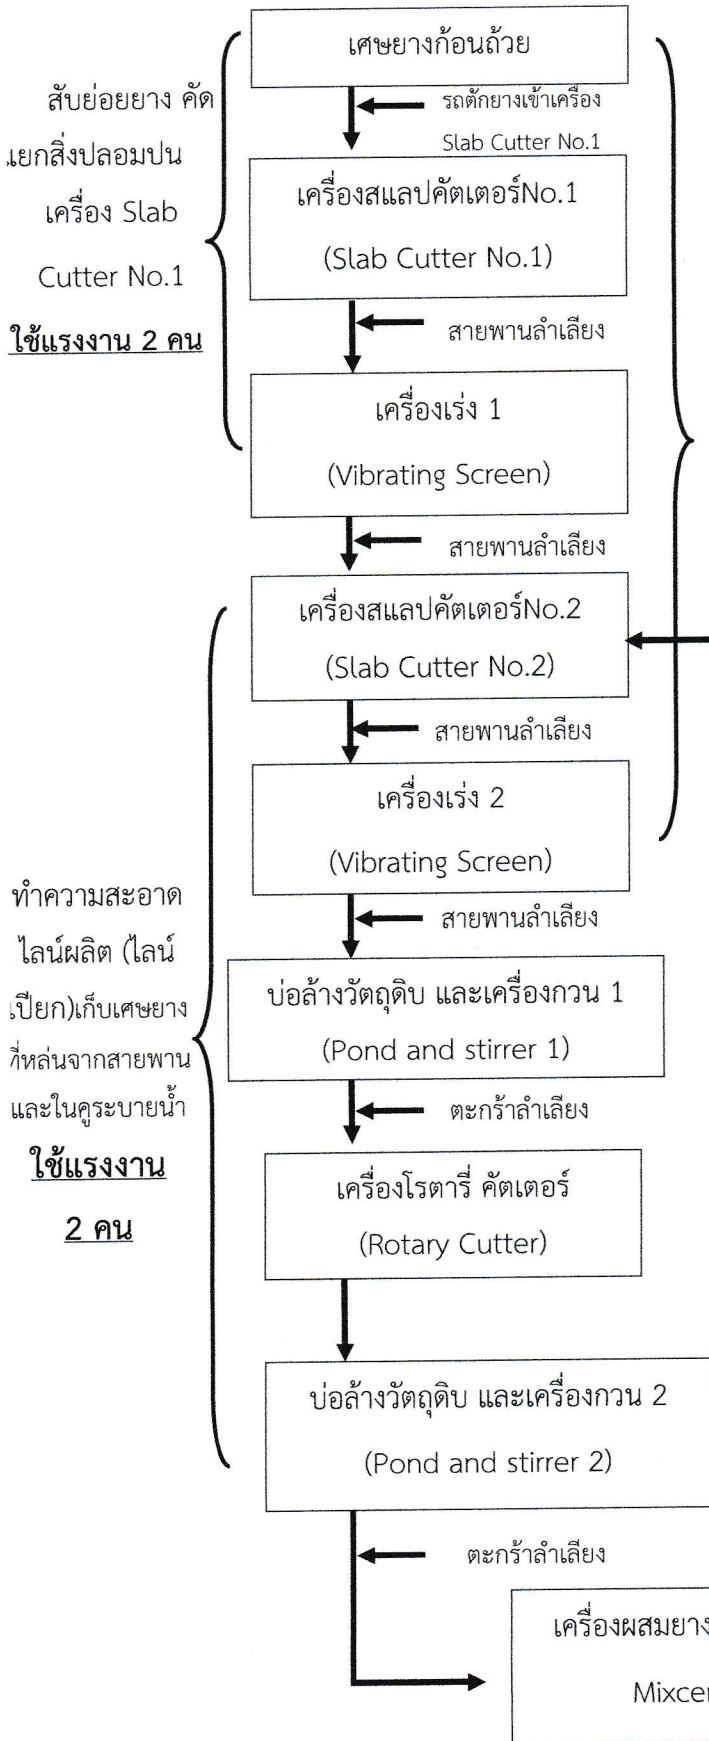 เศษยางก้อนถ้วย
รถตักยางเข้าเครื่อง
Slab Cutter No.1
สับย่อยยาง คัด
แยกสิ่งปลอมปน
เครื่อง Slab
Cutter No.1
ใช้แรงงาน 2 คน
เครื่องสแลปคัตเตอร์No.1
(Slab Cutter No.1)
สายพานลำเลียง
เครื่องเร่ง 1
(Vibrating Screen)
สายพานลำเลียง
เครื่องสแลปคัตเตอร์No.2
(Slab Cutter No.2)
สายพานลำเลียง
เครื่องเร่ง 2
(Vibrating Screen)
สายพานลำเลียง
ทำความสะอาด
ไลน์ผลิต (ไลน์
เปียก)เก็บเศษยาง
ที่หล่นจากสายพาน
และในคูระบายน้ำ
ใช้แรงงาน
2 คน
บ่อล้างวัตถุดิบ และเครื่องกวน 1
(Pond and stirrer 1)
ตะกร้าลำเลียง
เครื่องโรตารี่ คัตเตอร์
(Rotary Cutter)
บ่อล้างวัตถุดิบ และเครื่องกวน 2
(Pond and stirrer 2)
ตะกร้าลำเลียง
เครื่องผสมยาง
Mixcer